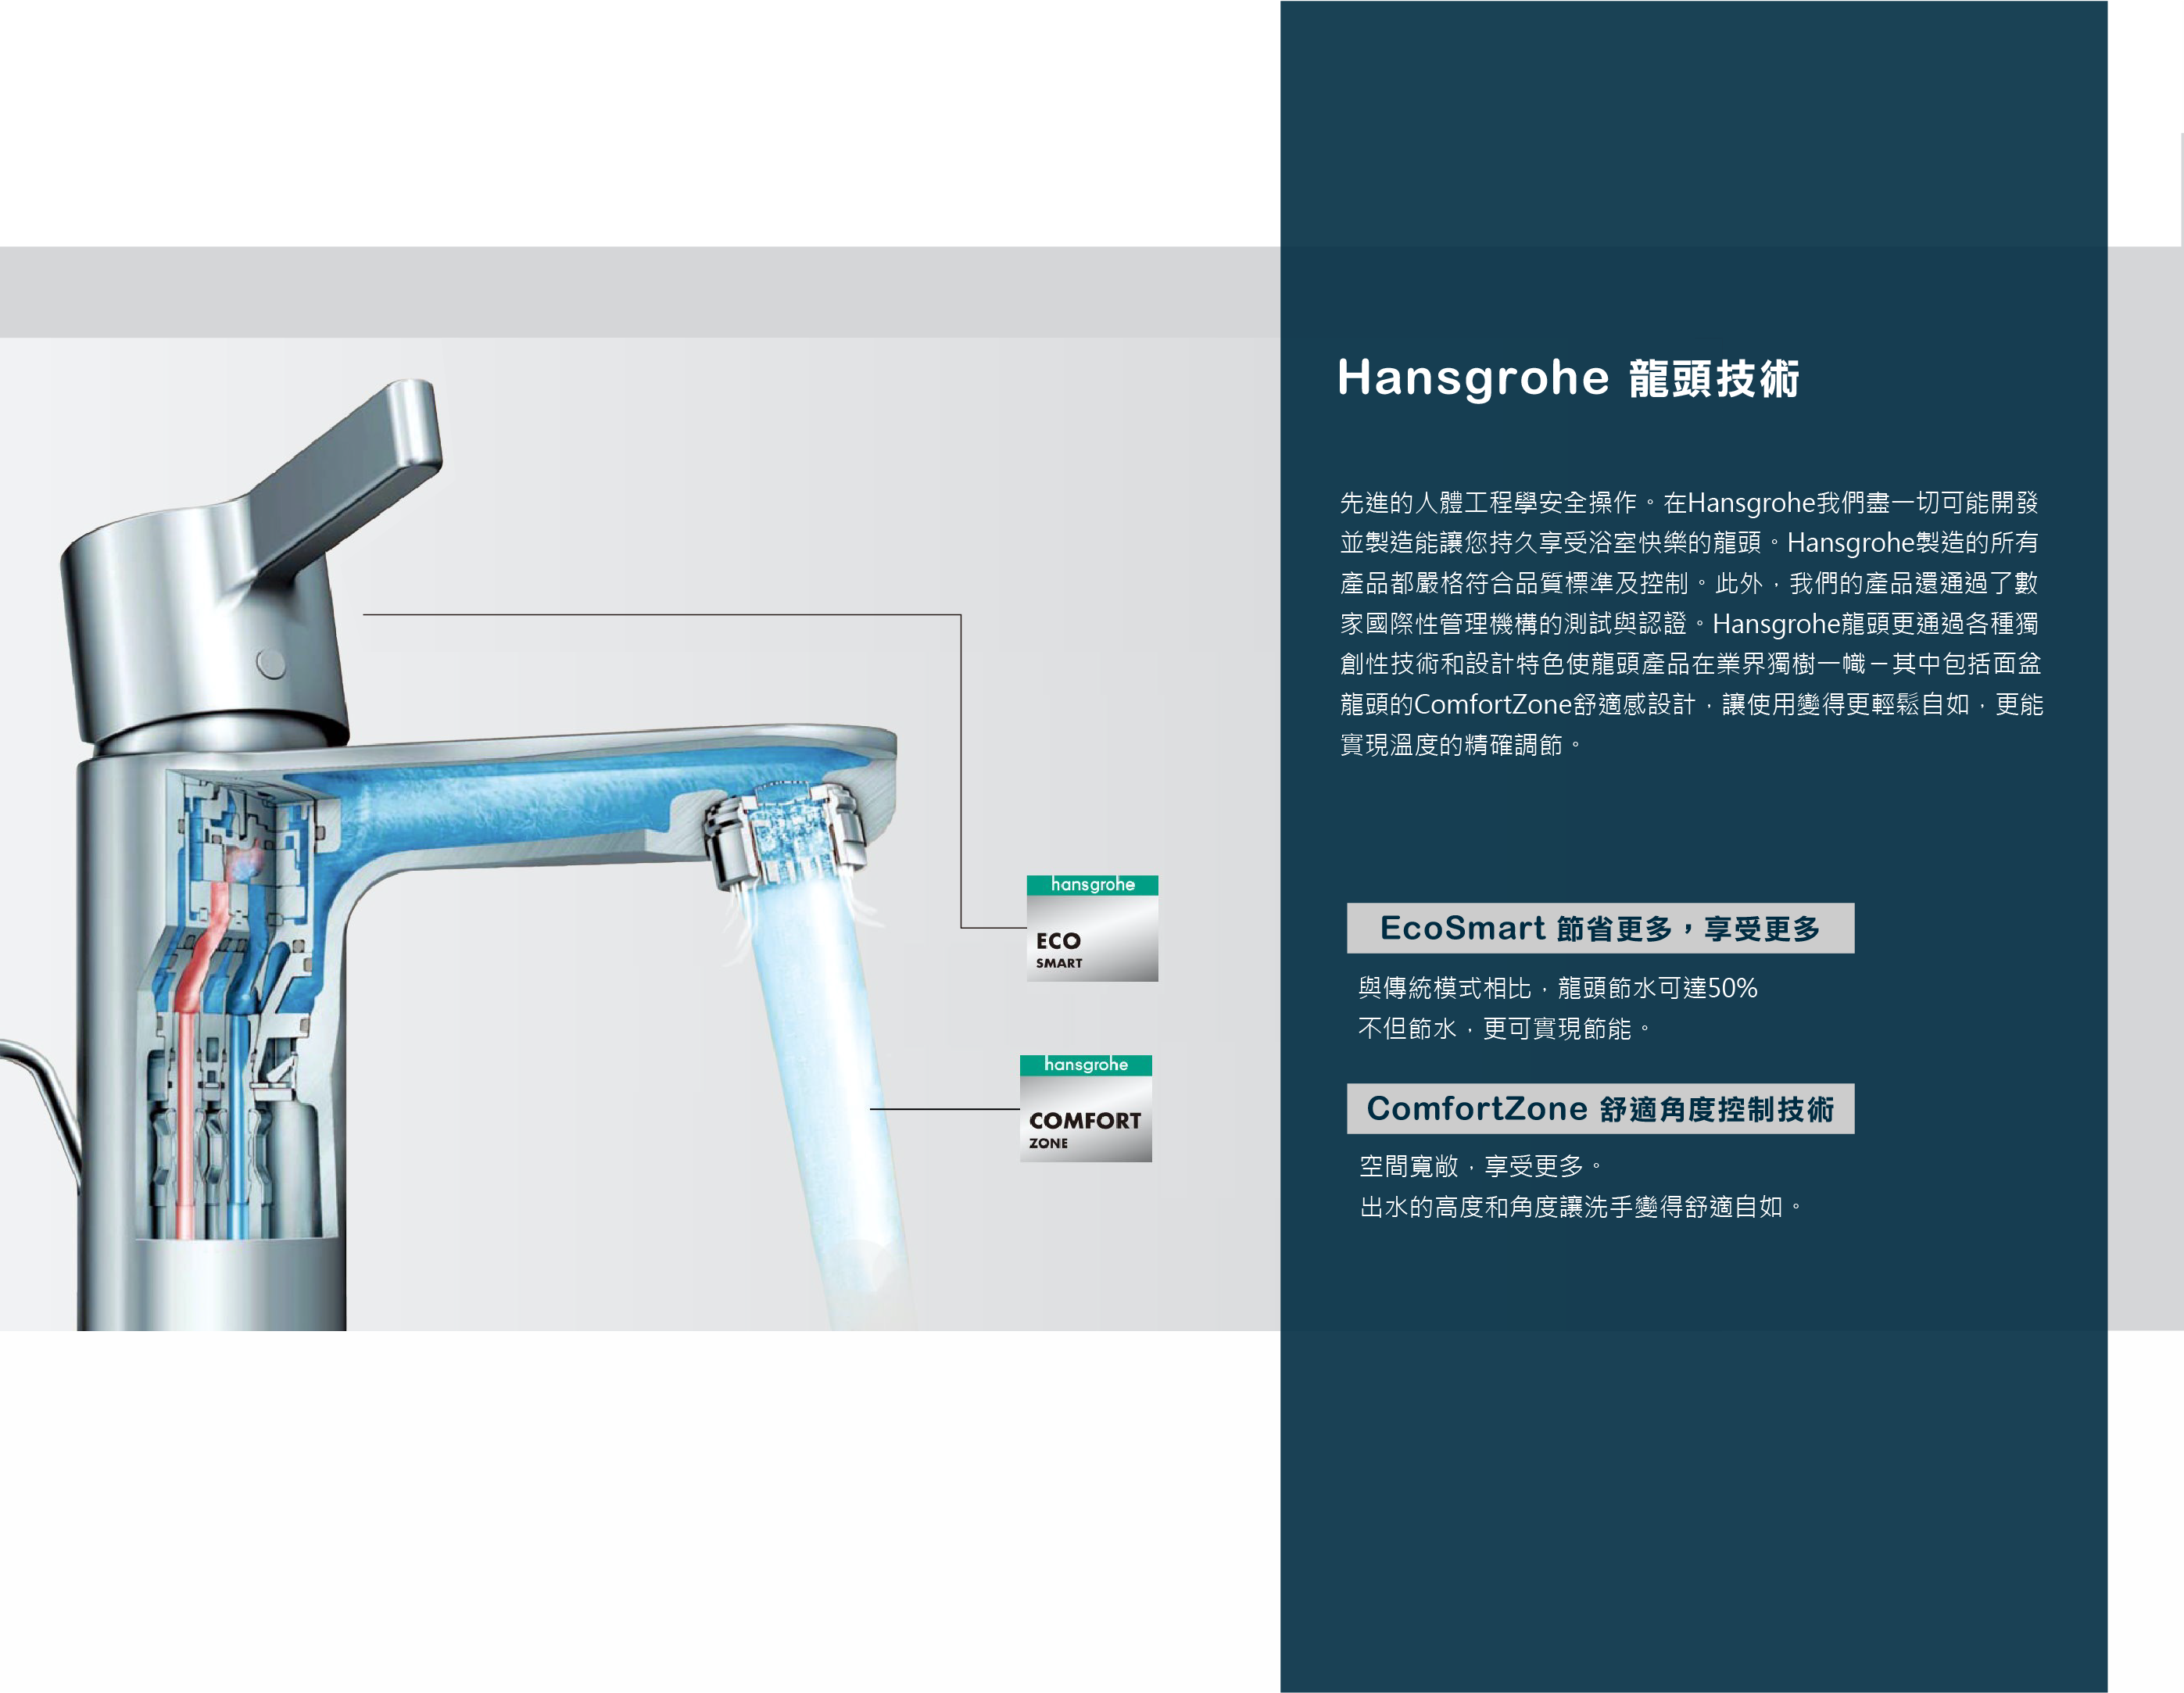 Hansgrohe 龍頭技術
先進的人體工程學安全操作。在Hansgrohe我們盡一切可能開發
並製造能讓您持久享受浴室快樂的龍頭。Hansgrohe製造的所有
產品都嚴格符合品質標準及控制。此外，我們的產品還通過了數
家國際性管理機構的測試與認證。Hansgrohe龍頭更通過各種獨
創性技術和設計特色使龍頭產品在業界獨樹一幟－其中包括面盆
龍頭的ComfortZone舒適感設計，讓使用變得更輕鬆自如，更能
實現溫度的精確調節。
hansgrohe
ECO
SMART
EcoSmart 節省更多，享受更多
與傳統模式相比，龍頭節水可達50%
不但節水，更可實現節能。
hansgrohe
COMFORT
ZONE
ComfortZone 舒適角度控制技術
空間寬敞，享受更多。
出水的高度和角度讓洗手變得舒適自如。